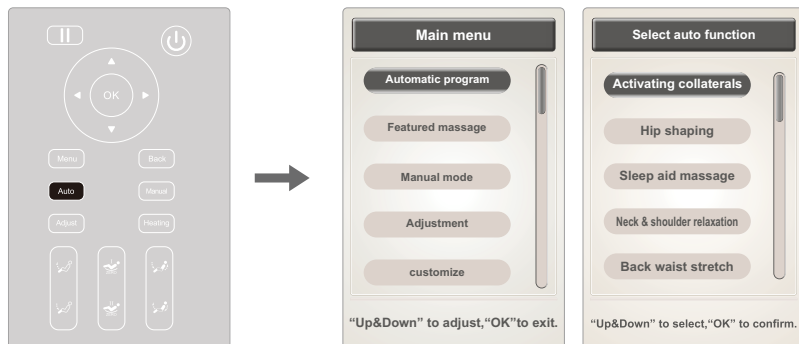 OK
Menu
Back
Auto
Manual
Adjust
Heating
Main menu
Automatic program
Featured massage
Manual mode
Adjustment
customize
“Up&Down” to adjust,“OK”to exit.
Select auto function
Activating collaterals
Hip shaping
Sleep aid massage
Neck & shoulder relaxation
Back waist stretch
“Up&Down” to select,“OK” to confirm.